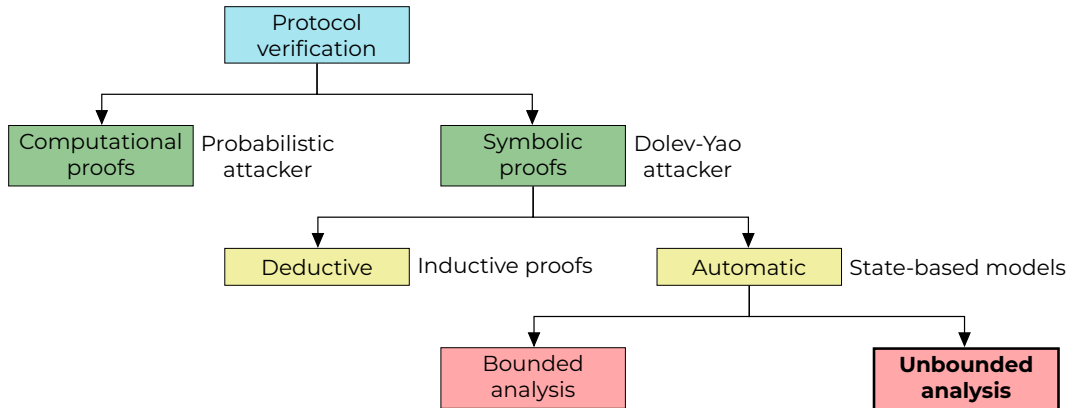 Protocol
verification
Computational
proofs
Probabilistic
attacker
Symbolic
proofs
Dolev-Yao
attacker
Deductive
Inductive proofs
Automatic
State-based models
Bounded
analysis
Unbounded
analysis